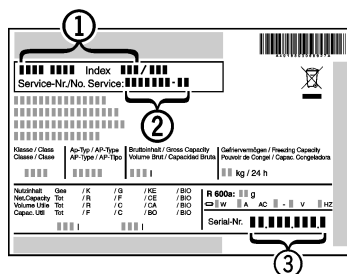 1
Index /
Service-Nr./No. Service: -
2
Klasse / Class
Classe / Clase
Ap-Typ / AP-Type
AP-Type / AP-Tipo
Bruttoinhalt / Gross Capacity
Volume Brut / Capacidad Bruta
Gefriervermögen / Freezing Capacity
Pouvoir de Congel / Capac. Congeladora
l
kg / 24 h
Nutzinhalt Ges / K / G / KE / BIO
Net.Capacity Tot / R / F / CE / BIO
Volume Utile Tot / R / C / CA / BIO
Capac. Util Tot / F / C / BO / BIO
l l
R 600a: g
W A AC - V HZ
Serial-Nr. . . .
3